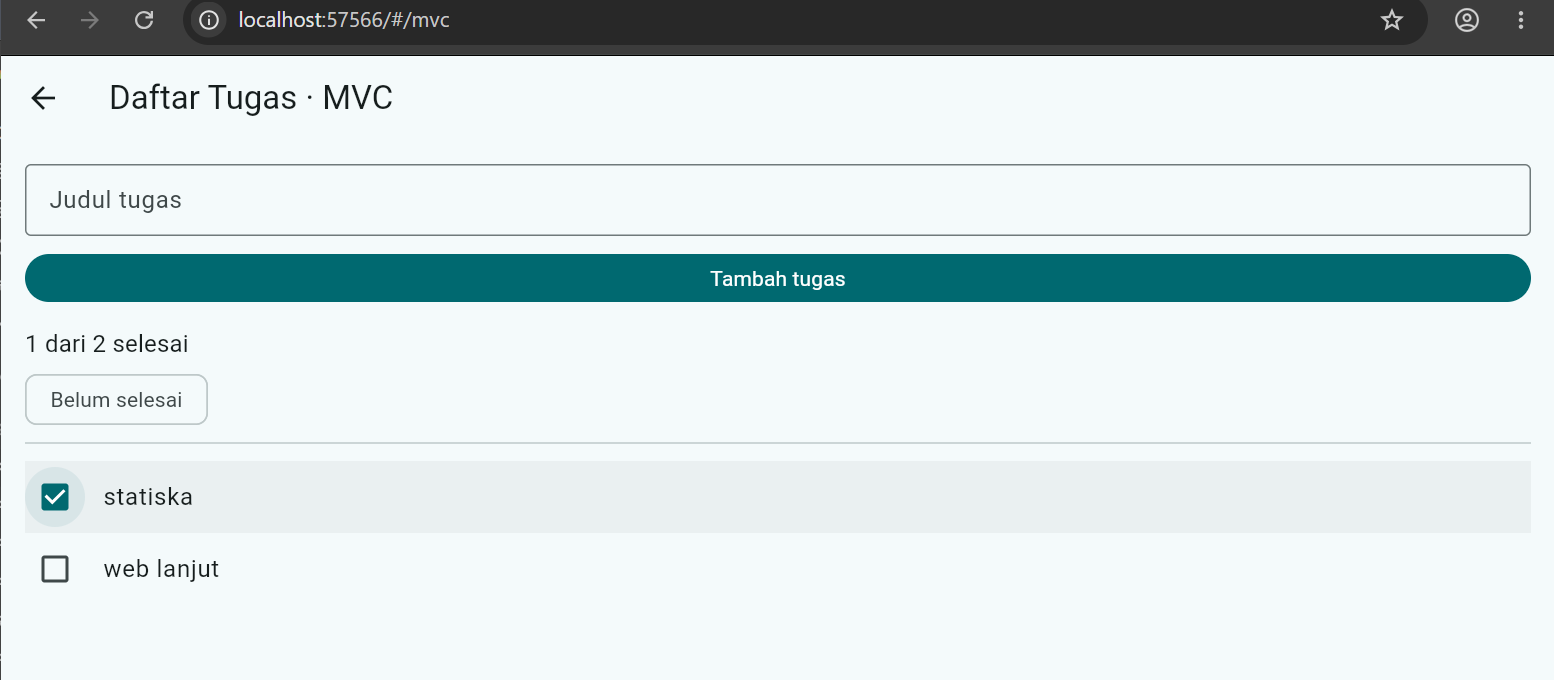 localhost:57566/#/mvc
Daftar Tugas · MVC
Judul tugas
Tambah tugas
1 dari 2 selesai
Belum selesai
statiska
web lanjut